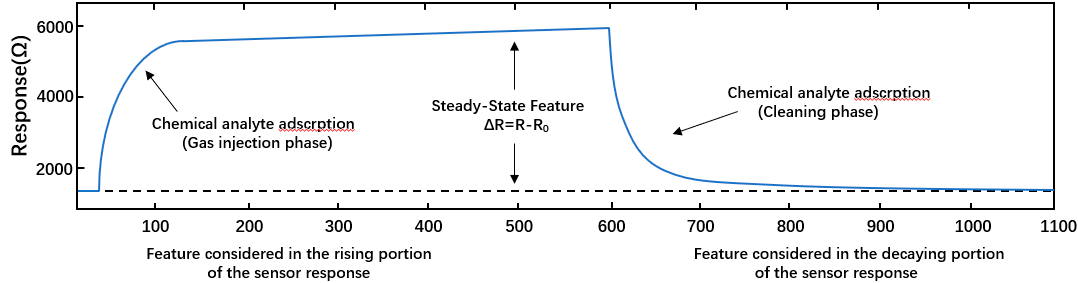 Response(Ω)
6000
4000
2000
Chemical analyte adscrption
(Gas injection phase)
Steady-State Feature
ΔR=R-R₀
Chemical analyte adscrption
(Cleaning phase)
100 200 300 400 500 600 700 800 900 1000 1100
Feature considered in the rising portion
of the sensor response
Feature considered in the decaying portion
of the sensor response